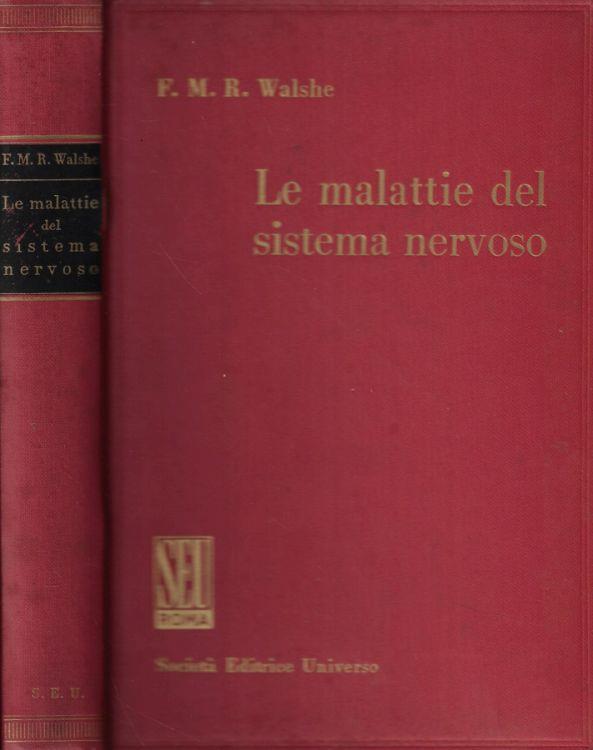 F. M. R. Walshe
Le malattie
del
sistema
nervoso
S. E. U.
F. M. R. Walshe
Le malattie del
sistema nervoso
SEU
ROMA
Società Editrice Universo